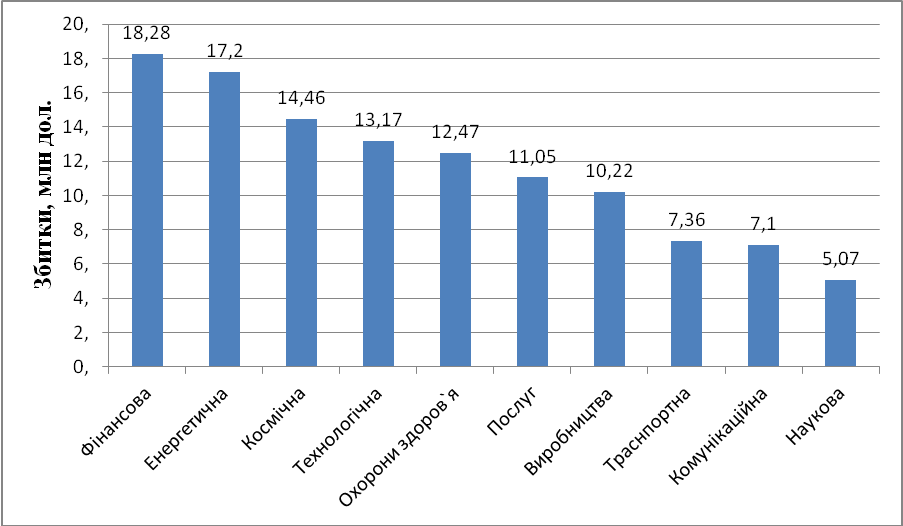 Збитки, млн дол.
20,
18,
16,
14,
12,
10,
8,
6,
4,
2,
0,
18,28
17,2
14,46
13,17
12,47
11,05
10,22
7,36
7,1
5,07
Фінансова
Енергетична
Космічна
Технологічна
Охорони здоров`я
Послуг
Виробництва
Траснпортна
Комунікаційна
Наукова